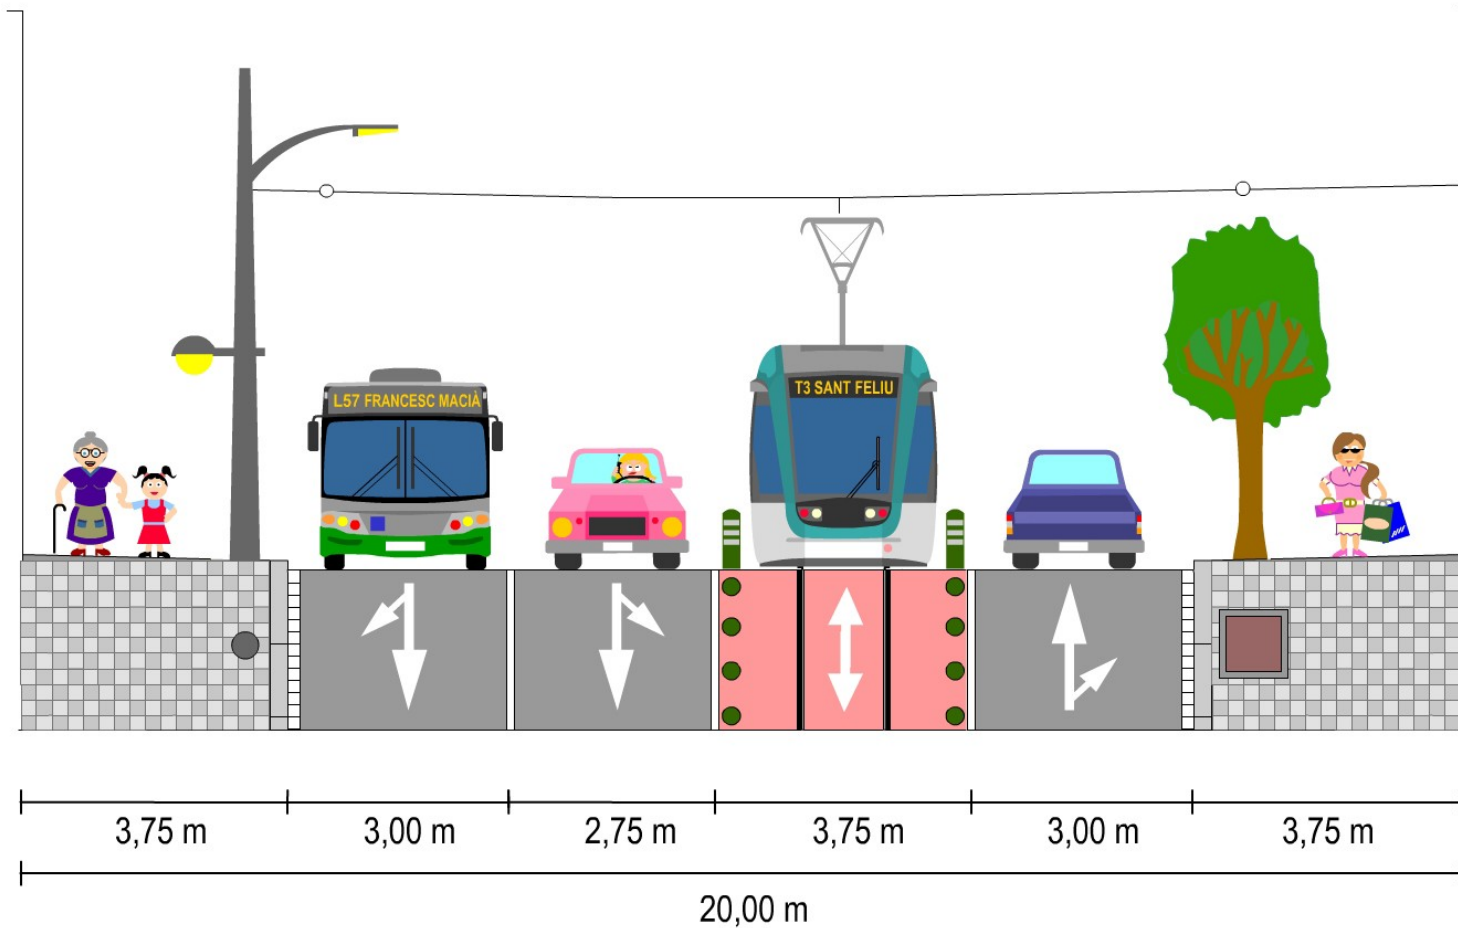 L57 FRANCESC MACIÀ
T3 SANT FELIU
3,75 m
3,00 m
2,75 m
3,75 m
3,00 m
3,75 m
20,00 m